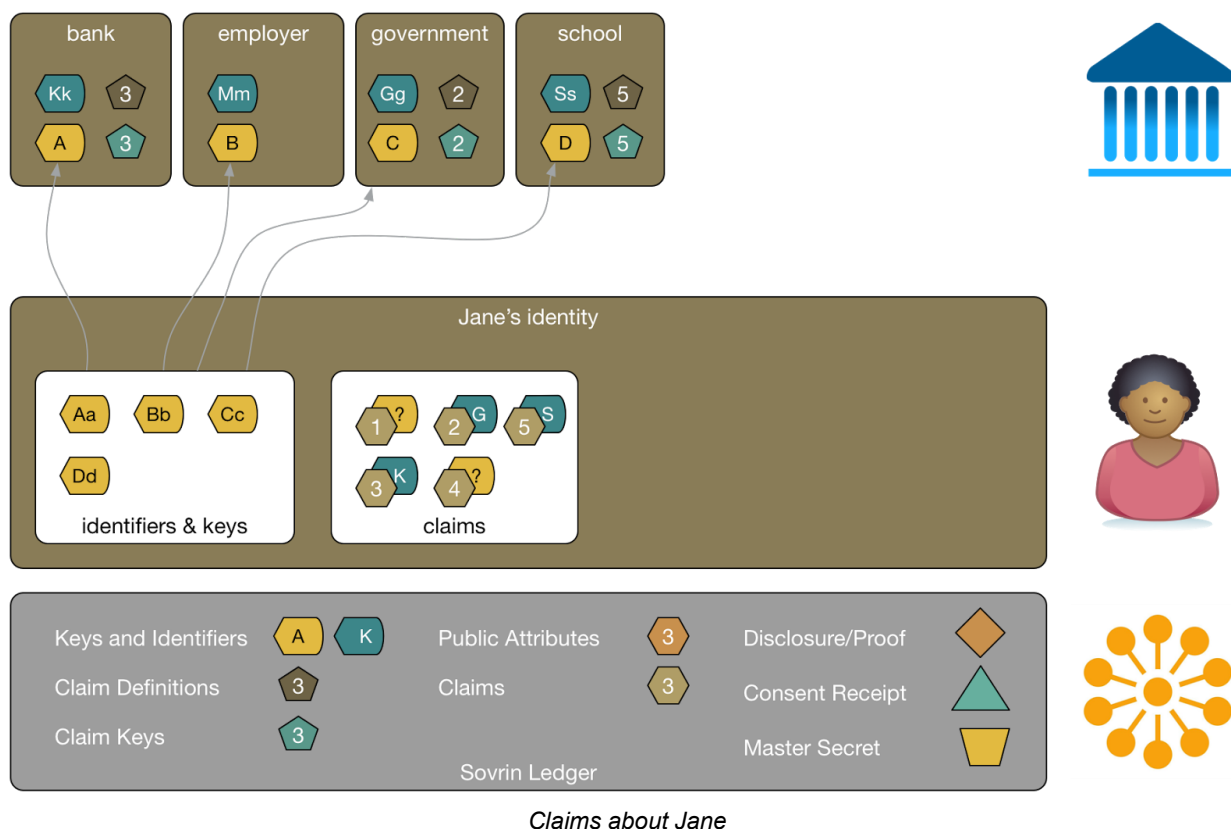 bank employer government school
Kk 3 Mm Gg 2 Ss 5
A 3 B C 2 D 5
Jane's identity
Aa Bb Cc
Dd
identifiers & keys
1 ? 2 G 5 S
3 K 4 ?
claims
Keys and Identifiers A K
Claim Definitions 3
Claim Keys 3
Public Attributes 3
Claims 3
Disclosure/Proof
Consent Receipt
Master Secret
Sovrin Ledger
Claims about Jane